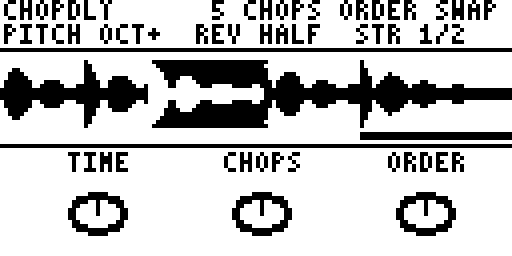 CHOPDLY 5 CHOPS ORDER SWAP
PITCH OCT+ REV HALF STR 1/2
TIME CHOPS ORDER